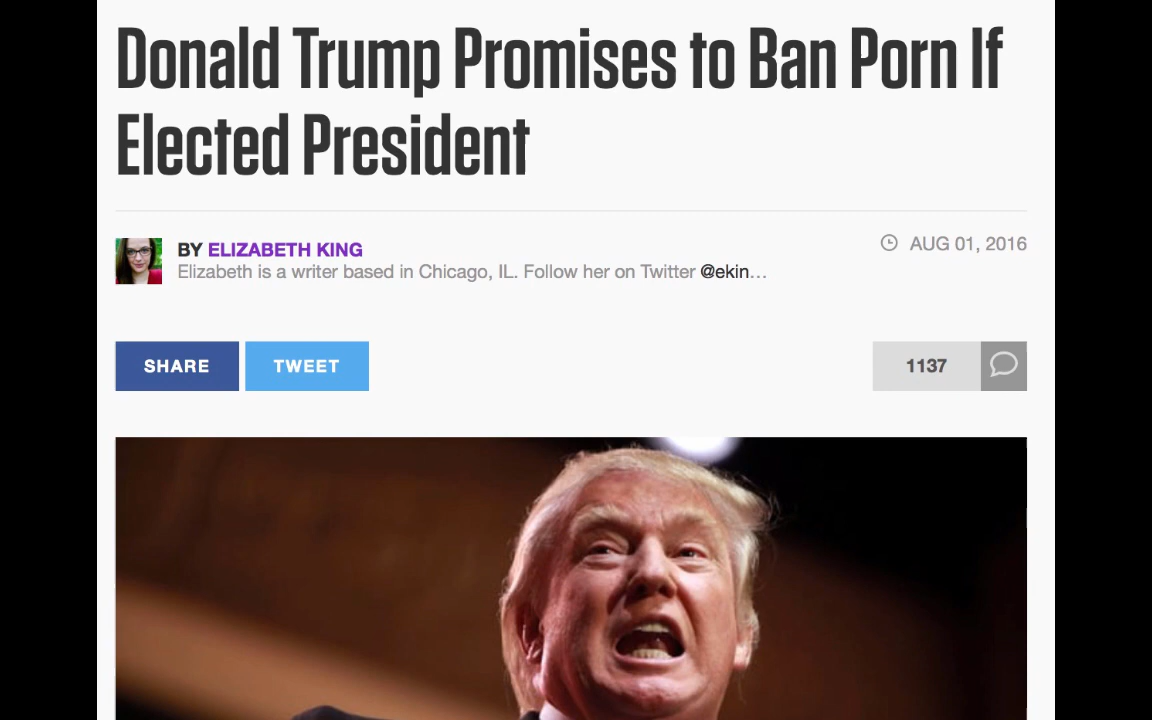 Donald Trump Promises to Ban Porn If
Elected President
BY ELIZABETH KING
AUG 01, 2016
Elizabeth is a writer based in Chicago, IL. Follow her on Twitter @ekin…
SHARE
TWEET
1137